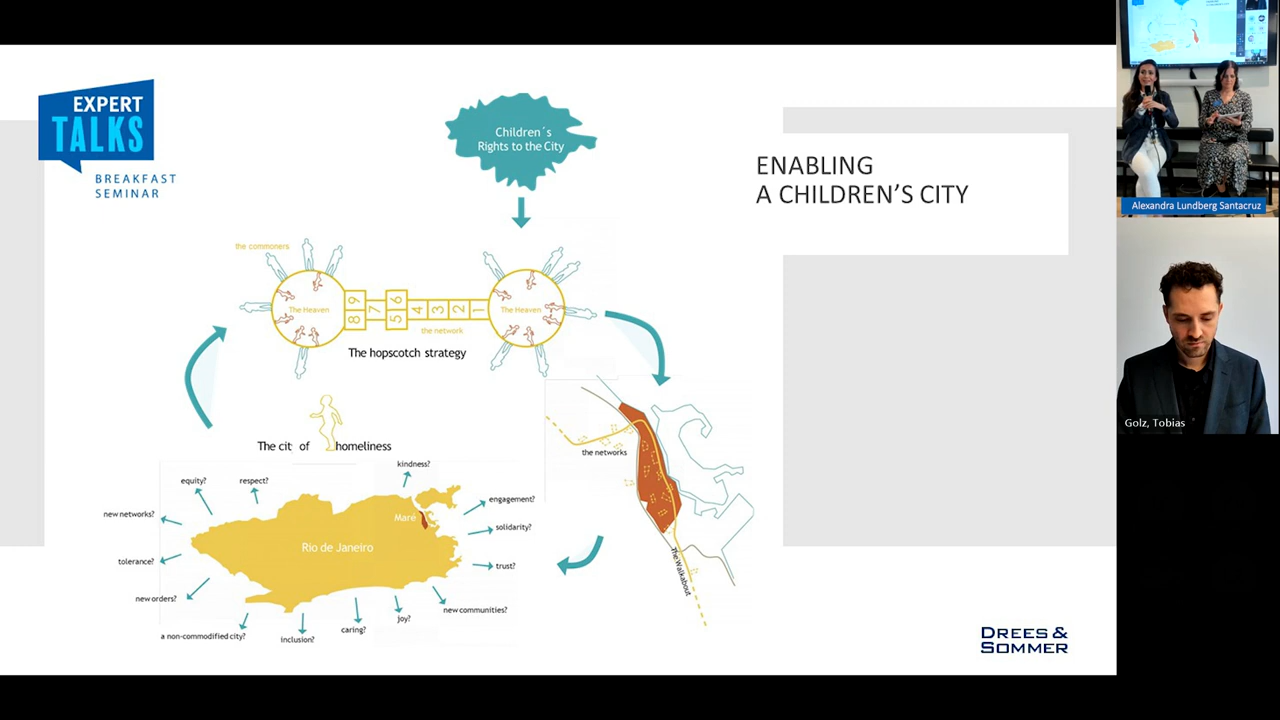 EXPERT
TALKS
BREAKFAST
SEMINAR
Children´s
Rights to the City
ENABLING
A CHILDREN'S CITY
the commoners
The Heaven
8 9
7
5 6
4
3
2
1
The Heaven
the network
The hopscotch strategy
The cit of homeliness
the networks
The Walkabout
kindness?
equity?
respect?
engagement?
new networks?
Maré
solidarity?
Rio de Janeiro
tolerance?
trust?
new orders?
new communities?
joy?
caring?
a non-commodified city?
inclusion?
DREES &
SOMMER
Alexandra Lundberg Santacruz
Golz, Tobias